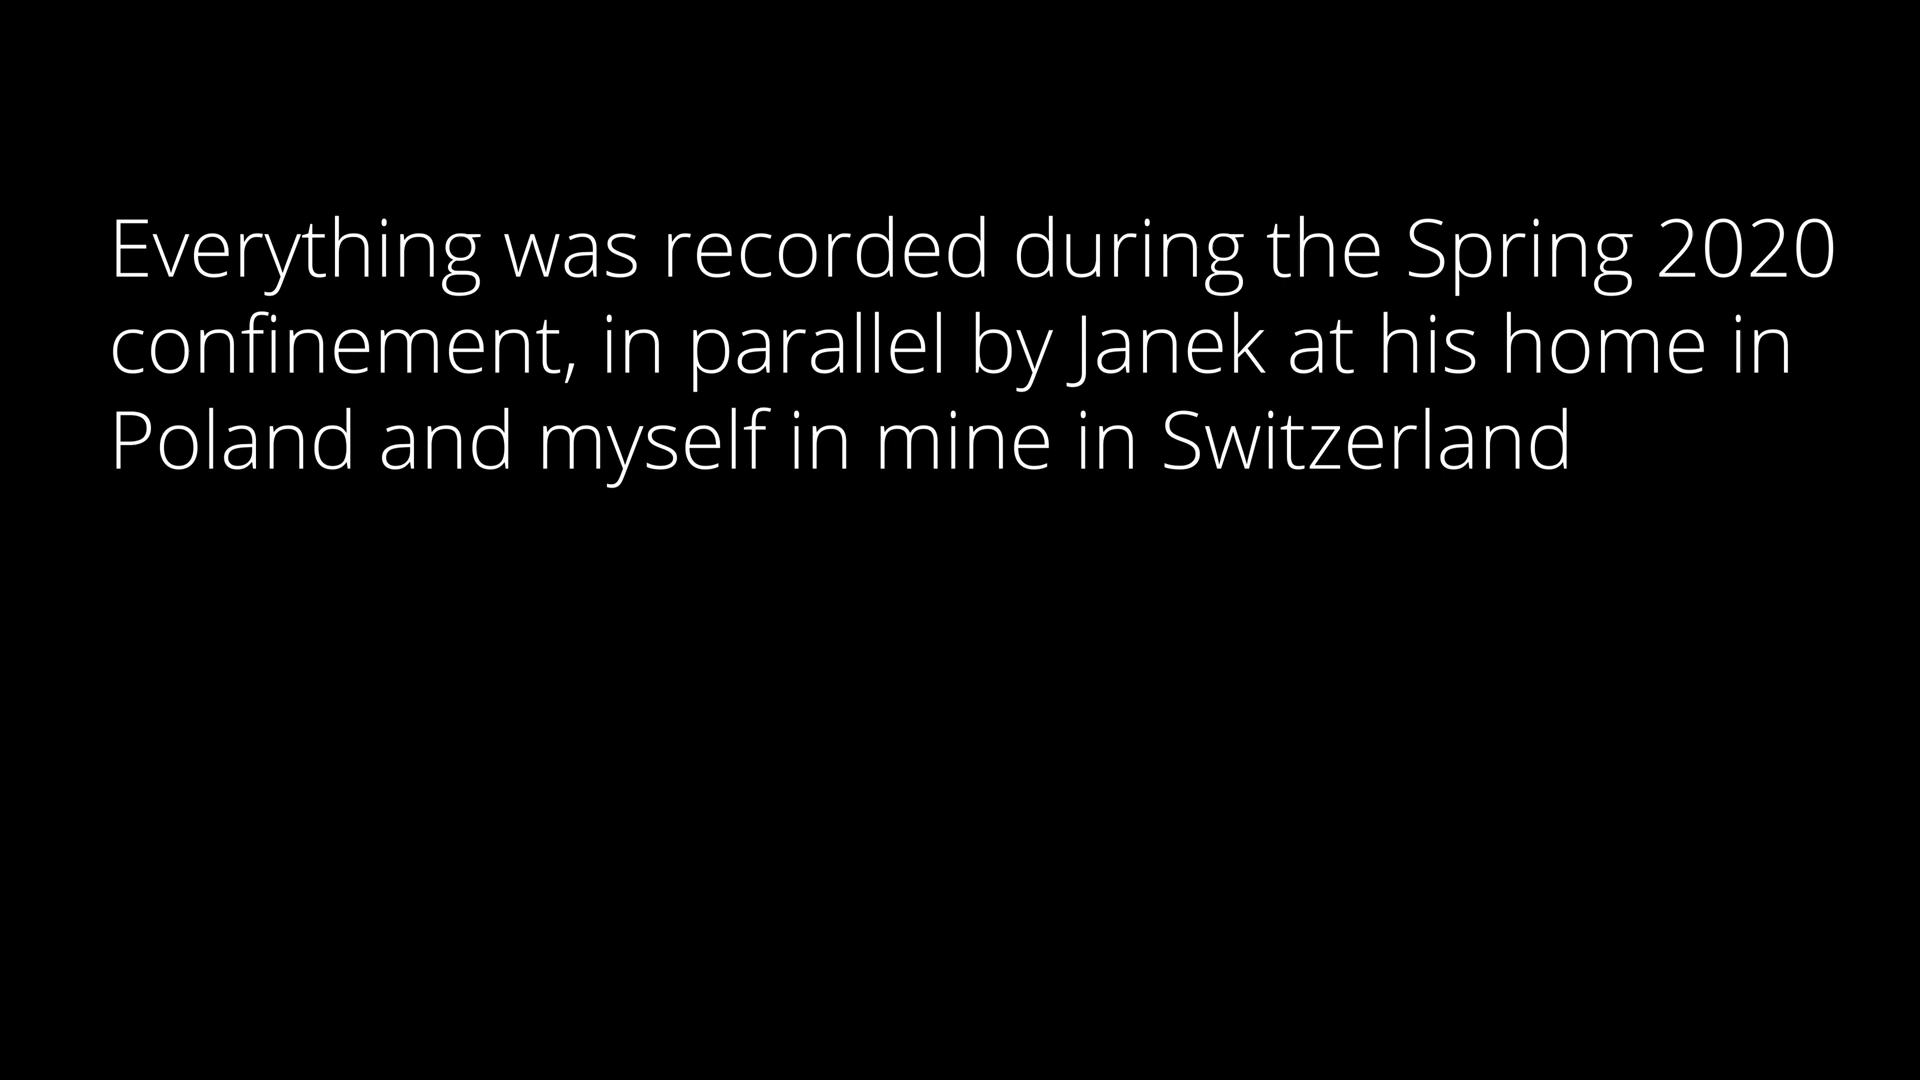 Everything was recorded during the Spring 2020
confinement, in parallel by Janek at his home in
Poland and myself in mine in Switzerland